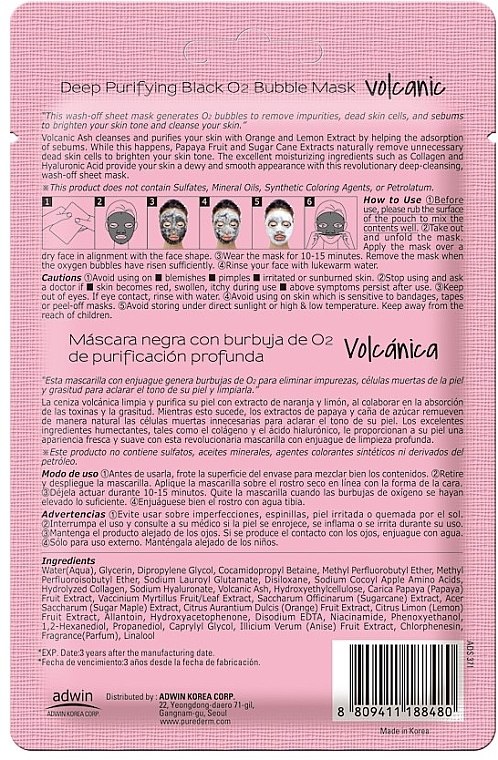 Deep Purifying Black O2 Bubble Mask Volcanic
"This wash-off sheet mask generates O2 bubbles to remove impurities, dead skin cells, and sebums
to brighten your skin tone and cleanse your skin."
Volcanic Ash cleanses and purifies your skin with Orange and Lemon Extract by helping the adsorption
of sebums. While this happens, Papaya Fruit and Sugar Cane Extracts naturally remove unnecessary
dead skin cells to brighten your skin tone. The excellent moisturizing ingredients such as Collagen and
Hyaluronic Acid provide your skin a dewy and smooth appearance with this revolutionary deep-cleansing,
wash-off sheet mask.
※This product does not contain Sulfates, Mineral Oils, Synthetic Coloring Agents, or Petrolatum.
1 2 3 4 5 6
How to Use ①Before
use, please rub the surface
of the pouch to mix the
contents well. ②Take out
and unfold the mask.
Apply the mask over a
dry face in alignment with the face shape. ③Wear the mask for 10-15 minutes. Remove the mask when
the oxygen bubbles have risen sufficiently. ④Rinse your face with lukewarm water.
Cautions ①Avoid using on ■ blemishes ■ pimples ■ irritated or sunburned skin. ②Stop using and ask
a doctor if ■ skin becomes red, swollen, itchy during use ■ above symptoms persist after use. ③Keep
out of eyes. If eye contact, rinse with water. ④Avoid using on skin which is sensitive to bandages, tapes
or peel-off masks. ⑤Avoid storing under direct sunlight or high & low temperature. Keep away from the
reach of children.
Máscara negra con burbuja de O2
de purificación profunda Volcánica
"Esta mascarilla con enjuague genera burbujas de O2 para eliminar impurezas, células muertas de la piel
y grasitud para aclarar el tono de su piel y limpiarla."
La ceniza volcánica limpia y purifica su piel con extracto de naranja y limón, al colaborar en la absorción
de las toxinas y la grasitud. Mientras esto sucede, los extractos de papaya y caña de azúcar remueven
de manera natural las células muertas innecesarias para aclarar el tono de su piel. Los excelentes
ingredientes humectantes, tales como el colágeno y el ácido hialurónico, le proporcionan a su piel una
apariencia fresca y suave con esta revolucionaria mascarilla con enjuague de limpieza profunda.
※Este producto no contiene sulfatos, aceites minerales, agentes colorantes sintéticos ni derivados del
petróleo.
Modo de uso ①Antes de usarla, frote la superficie del envase para mezclar bien los contenidos. ②Retire
y despliegue la mascarilla. Aplique la mascarilla sobre el rostro seco en línea con la forma de la cara.
③Déjela actuar durante 10-15 minutos. Quite la mascarilla cuando las burbujas de oxígeno se hayan
elevado lo suficiente. ④Enjuáguese bien el rostro con agua tibia.
Advertencias ①Evite usar sobre imperfecciones, espinillas, piel irritada o quemada por el sol.
②Interrumpa el uso y consulte a su médico si la piel se enrojece, se inflama o se irrita durante su uso.
③Mantenga el producto alejado de los ojos. Si se produce el contacto con los ojos, enjuague con agua.
④Sólo para uso externo. Manténgala alejado de los niños.
Ingredients
Water(Aqua), Glycerin, Dipropylene Glycol, Cocamidopropyl Betaine, Methyl Perfluorobutyl Ether, Methyl
Perfluoroisobutyl Ether, Sodium Lauroyl Glutamate, Disiloxane, Sodium Cocoyl Apple Amino Acids,
Hydrolyzed Collagen, Sodium Hyaluronate, Volcanic Ash, Hydroxyethylcellulose, Carica Papaya (Papaya)
Fruit Extract, Vaccinium Myrtillus Fruit/Leaf Extract, Saccharum Officinarum (Sugarcane) Extract, Acer
Saccharum (Sugar Maple) Extract, Citrus Aurantium Dulcis (Orange) Fruit Extract, Citrus Limon (Lemon)
Fruit Extract, Allantoin, Hydroxyacetophenone, Disodium EDTA, Niacinamide, Phenoxyethanol,
1,2-Hexanediol, Propanediol, Caprylyl Glycol, Illicium Verum (Anise) Fruit Extract, Chlorphenesin,
Fragrance(Parfum), Linalool
*EXP. Date:3 years after the manufacturing date.
*Fecha de vencimiento:3 años desde la fecha de fabricación.
ADS 311
adwin
ADWIN KOREA CORP.
Distributed by : ADWIN KOREA CORP.
22, Yeongdong-daero 71-gil,
Gangnam-gu, Seoul
www.purederm.com
8 809411 188480
Made in Korea